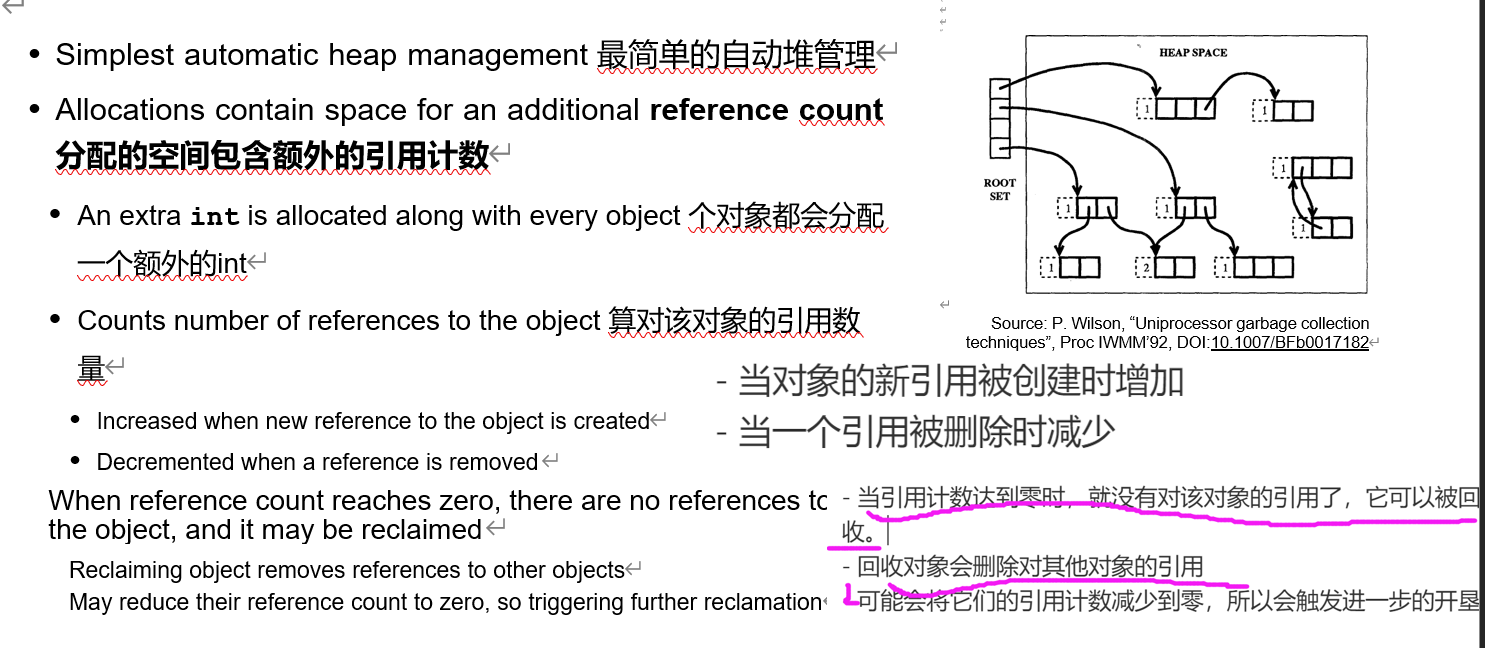 Simplest automatic heap management 最简单的自动堆管理
Allocations contain space for an additional reference count
分配的空间包含额外的引用计数
An extra int is allocated along with every object 个对象都会分配
一个额外的int
Counts number of references to the object 算对该对象的引用数
量
Increased when new reference to the object is created
Decremented when a reference is removed
When reference count reaches zero, there are no references to
the object, and it may be reclaimed
Reclaiming object removes references to other objects
May reduce their reference count to zero, so triggering further reclamation
HEAP SPACE
1
1
1
ROOT
SET
1
1
1
1
2
1
Source: P. Wilson, “Uniprocessor garbage collection
techniques”, Proc IWMM’92, DOI:10.1007/BFb0017182
- 当对象的新引用被创建时增加
- 当一个引用被删除时减少
- 当引用计数达到零时，就没有对该对象的引用了，它可以被回
收。
- 回收对象会删除对其他对象的引用
可能会将它们的引用计数减少到零，所以会触发进一步的开垦